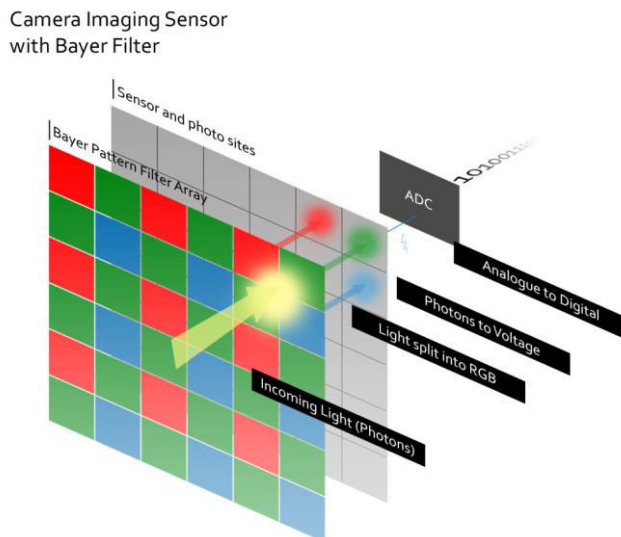 Camera Imaging Sensor
with Bayer Filter
Sensor and photo sites
Bayer Pattern Filter Array
ADC
Analogue to Digital
Photons to Voltage
Light split into RGB
Incoming Light (Photons)